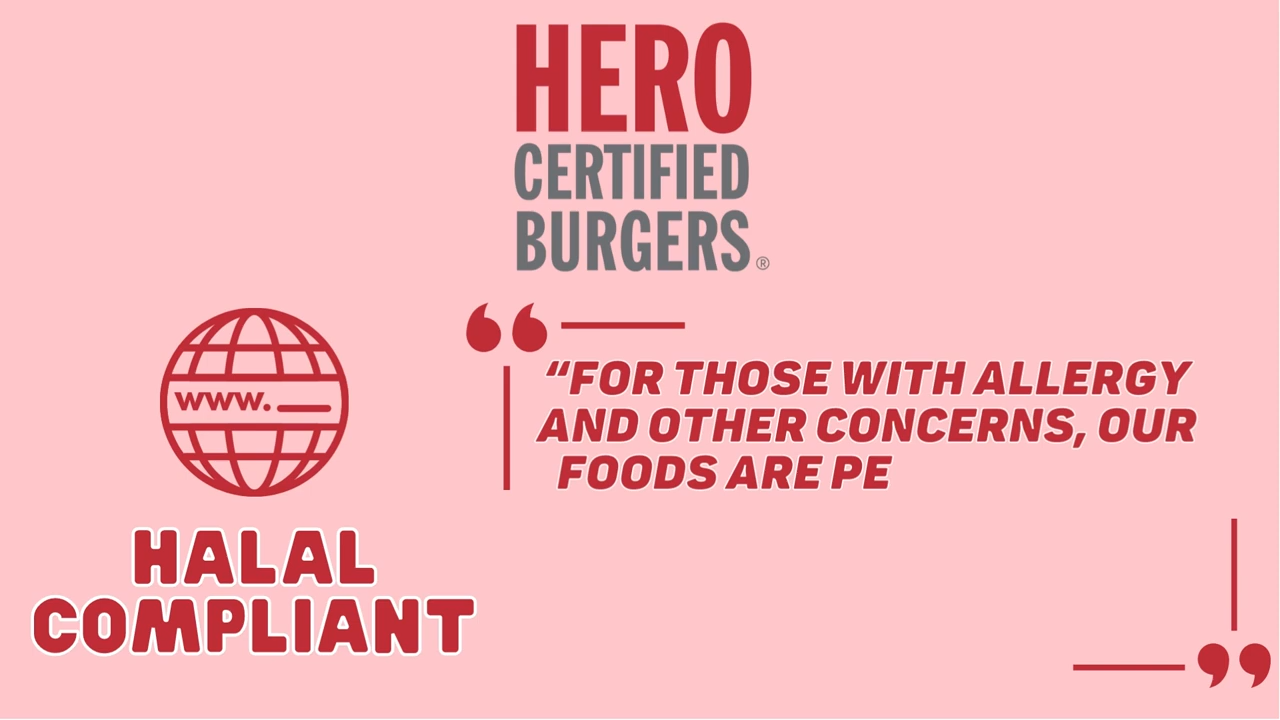 HERO
CERTIFIED
BURGERS®
www.
HALAL
COMPLIANT
“FOR THOSE WITH ALLERGY
AND OTHER CONCERNS, OUR
FOODS ARE PE